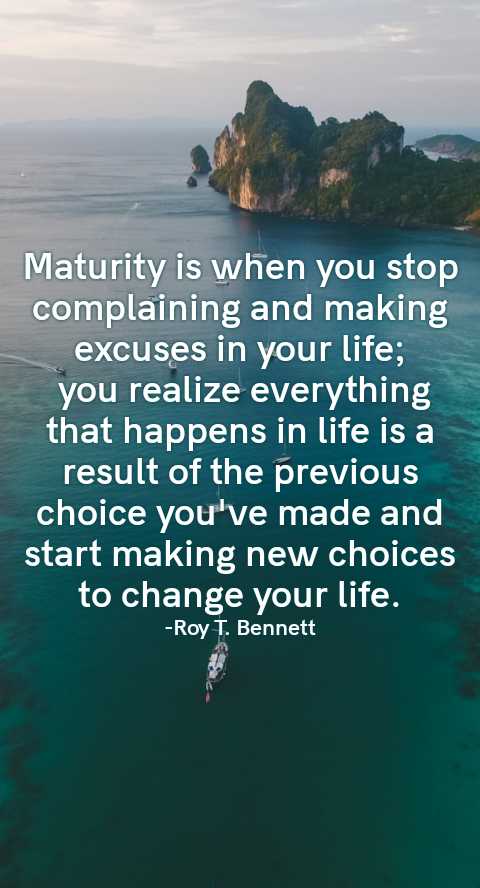 Maturity is when you stop
complaining and making
excuses in your life;
you realize everything
that happens in life is a
result of the previous
choice you've made and
start making new choices
to change your life.
-Roy T. Bennett